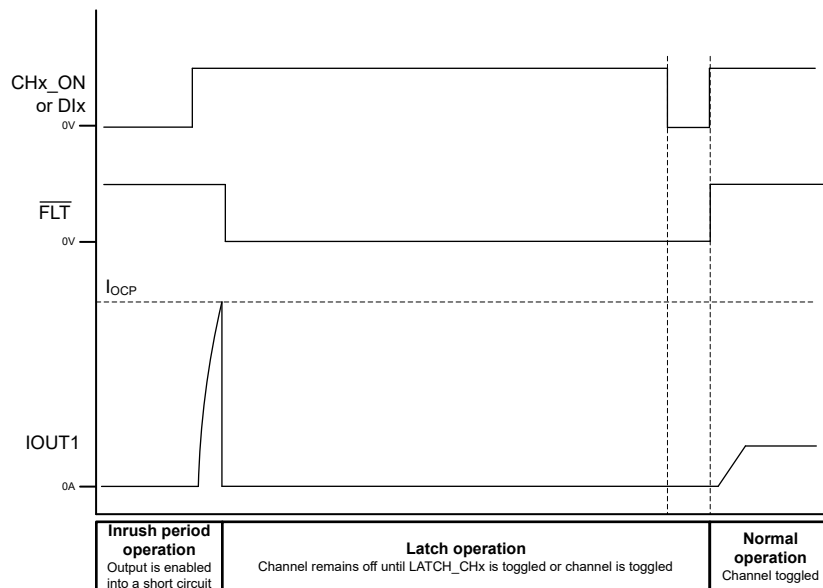 CHx_ON
or DIx
0V
FLT
0V
IOCP
IOUT1
0A
Inrush period
operation
Output is enabled
into a short circuit
Latch operation
Channel remains off until LATCH_CHx is toggled or channel is toggled
Normal
operation
Channel toggled